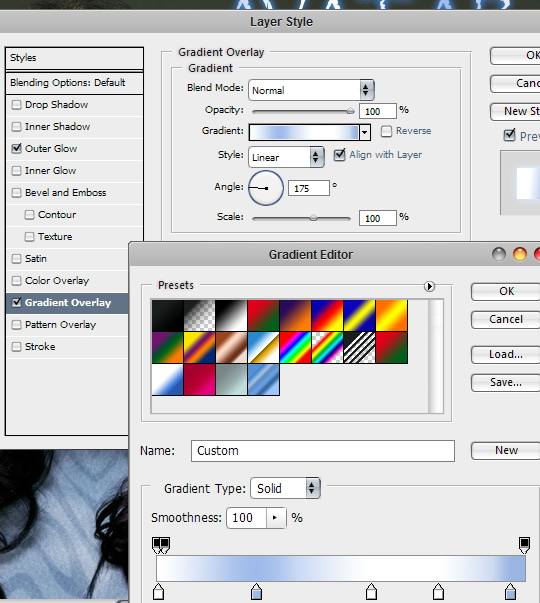 Layer Style
Styles
Blending Options: Default
Drop Shadow
Inner Shadow
Outer Glow
Inner Glow
Bevel and Emboss
Contour
Texture
Satin
Color Overlay
Gradient Overlay
Pattern Overlay
Stroke
Gradient Overlay
Gradient
Blend Mode: Normal
Opacity: 100 %
Gradient: Reverse
Style: Linear Align with Layer
Angle: 175 °
Scale: 100 %
OK
Canc
New St
Prev
Gradient Editor
Presets
OK
Cancel
Load...
Save...
Name: Custom
New
Gradient Type: Solid
Smoothness: 100 %